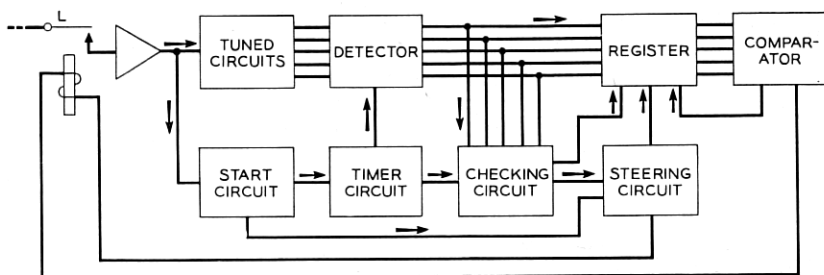 L
TUNED
CIRCUITS
DETECTOR
REGISTER
COMPAR-
ATOR
START
CIRCUIT
TIMER
CIRCUIT
CHECKING
CIRCUIT
STEERING
CIRCUIT